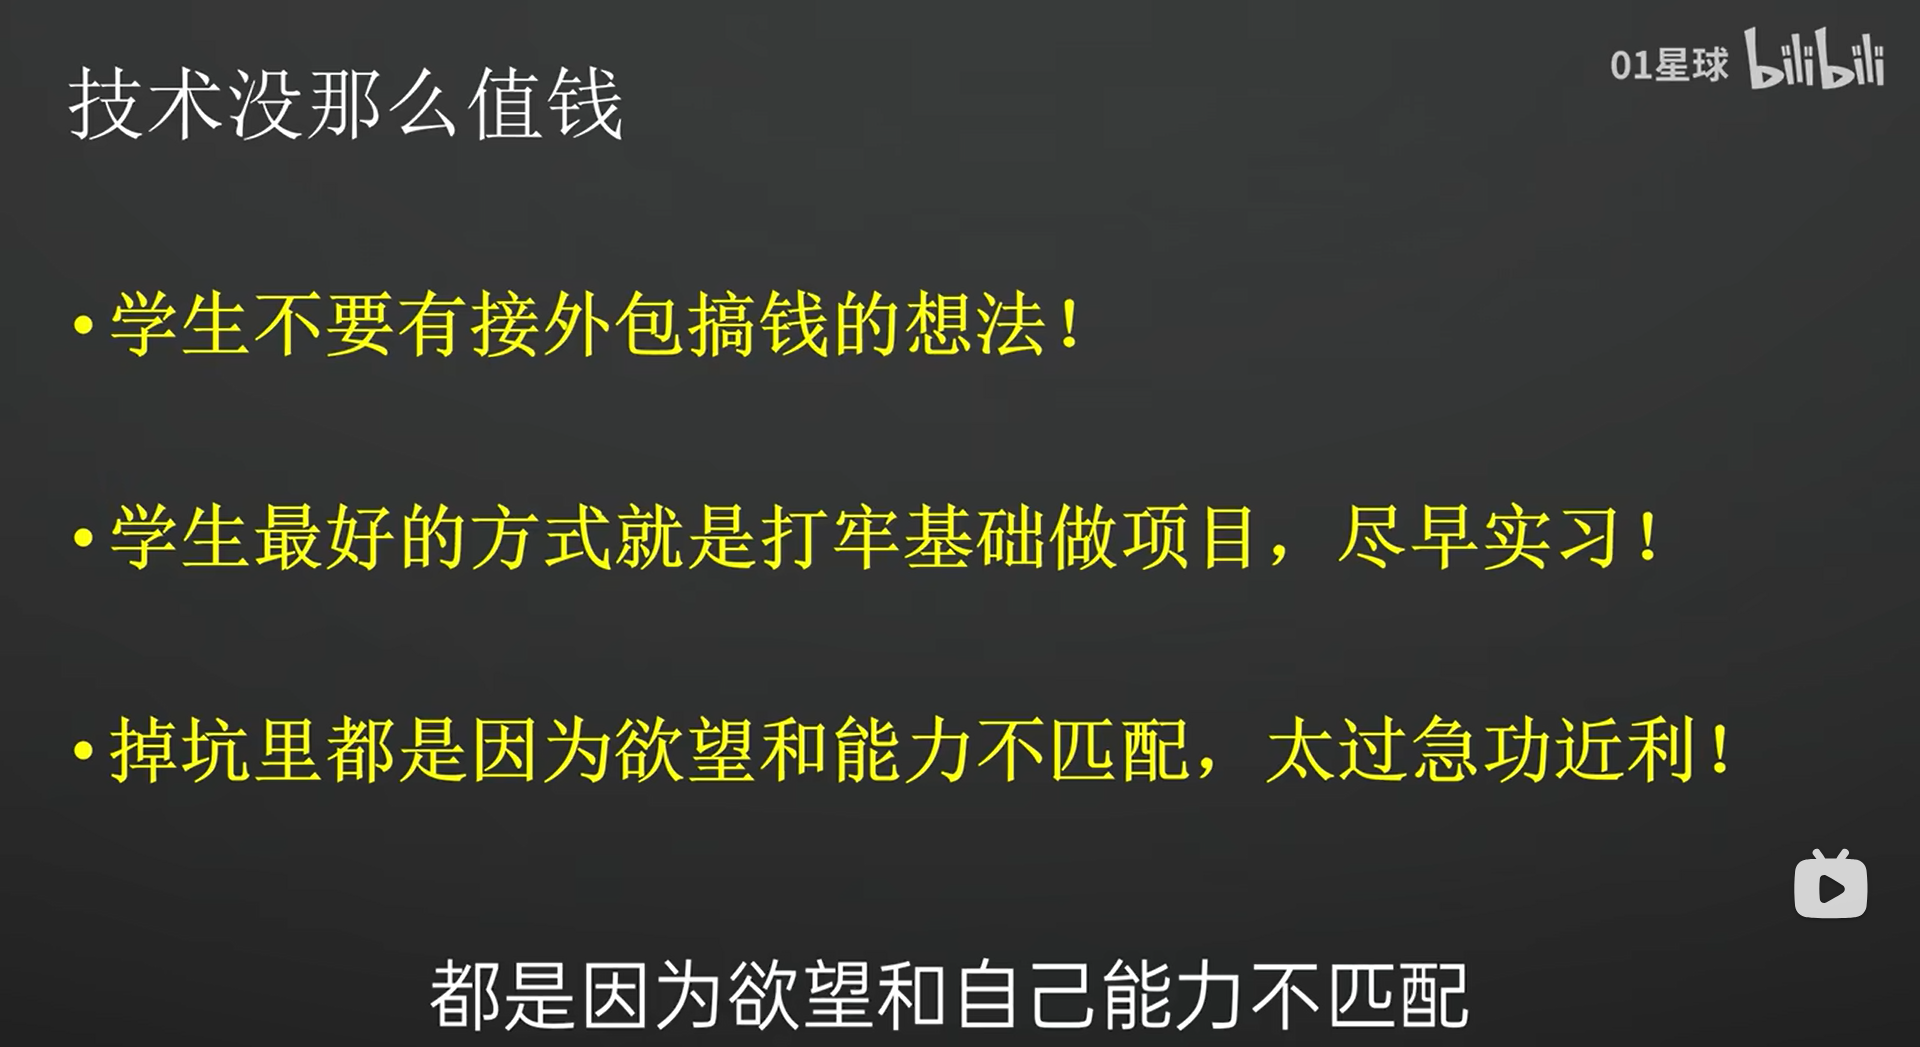 技术没那么值钱
01星球 bilibili
•学生不要有接外包搞钱的想法！
•学生最好的方式就是打牢基础做项目，尽早实习！
•掉坑里都是因为欲望和能力不匹配，太过急功近利！
都是因为欲望和自己能力不匹配